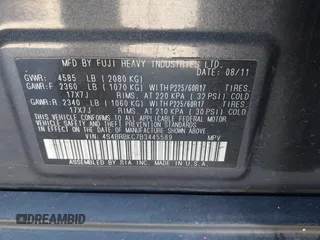 MFD BY FUJI HEAVY INDUSTRIES LTD.
08/11
GVWR: 4585 LB (2080 KG)
GAWR:F 2360 LB (1070 KG) WITH P225/60R17 TIRES,
17X7J RIMS, AT 220 KPA ( 32 PSI) COLD
GAWR:R 2340 LB (1060 KG) WITH P225/60R17 TIRES,
17X7J RIMS, AT 210 KPA ( 30 PSI) COLD
THIS VEHICLE CONFORMS TO ALL APPLICABLE
FEDERAL MOTOR VEHICLE SAFETY
AND THEFT PREVENTION STANDARDS IN EFFECT
ON THE DATE OF MANUFACTURE SHOWN ABOVE.
ASSEMBLED BY SIA INC. IN U.S.A.
VIN MPV
DREAMBID